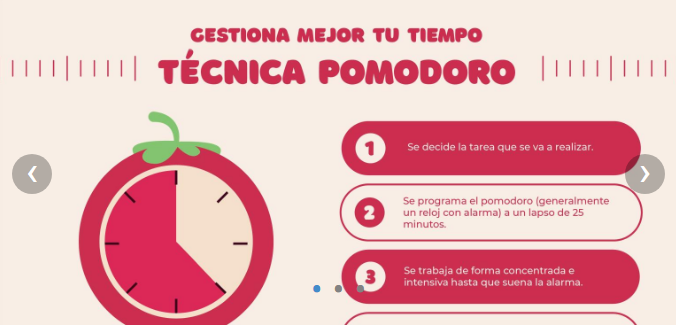 GESTIONA MEJOR TU TIEMPO
TÉCNICA POMODORO
1
Se decide la tarea que se va a realizar.
2
Se programa el pomodoro (generalmente
un reloj con alarma) a un lapso de 25
minutos.
3
Se trabaja de forma concentrada e
intensiva hasta que suena la alarma.